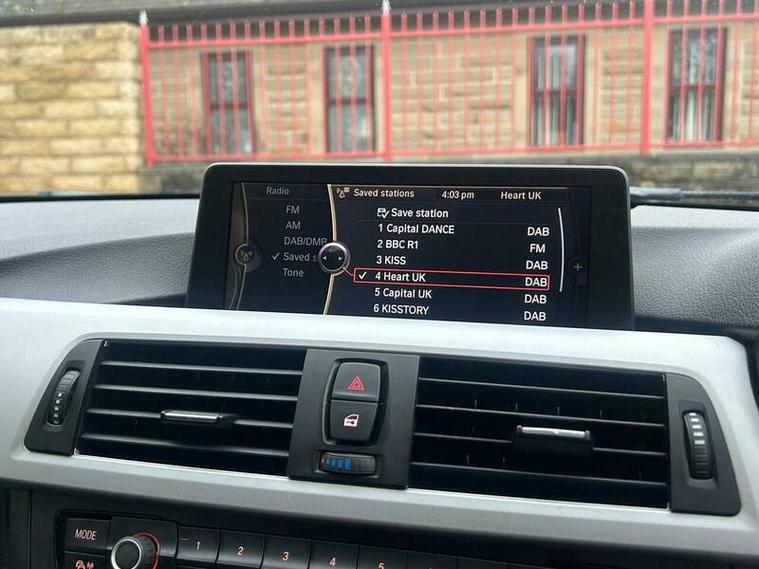 Radio
Saved stations 4:03 pm Heart UK
FM
AM
DAB/DMB
Saved s
Tone
Save station
1 Capital DANCE DAB
2 BBC R1 FM
3 KISS DAB
4 Heart UK DAB
5 Capital UK DAB
6 KISSTORY DAB
MODE
1 2 3 4 5